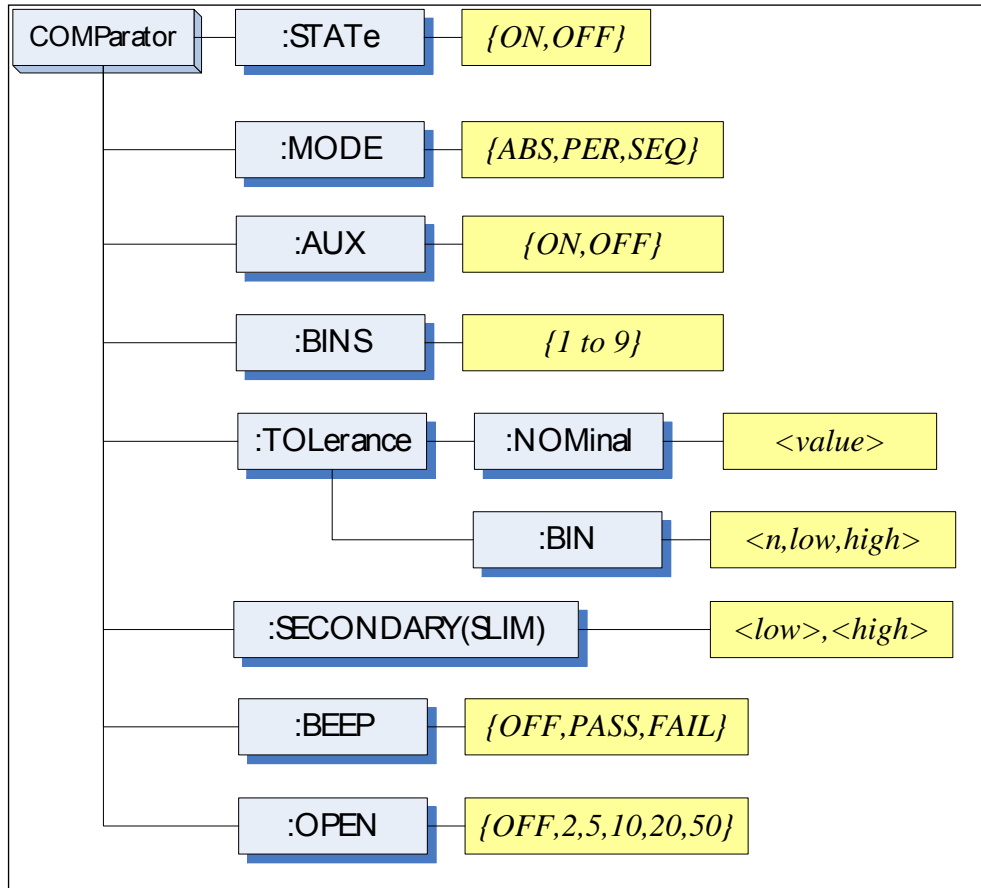 COMParator :STATe {ON,OFF}
:MODE {ABS,PER,SEQ}
:AUX {ON,OFF}
:BINS {1 to 9}
:TOLerance :NOMinal <value>
:BIN <n,low,high>
:SECONDARY(SLIM) <low>,<high>
:BEEP {OFF,PASS,FAIL}
:OPEN {OFF,2,5,10,20,50}